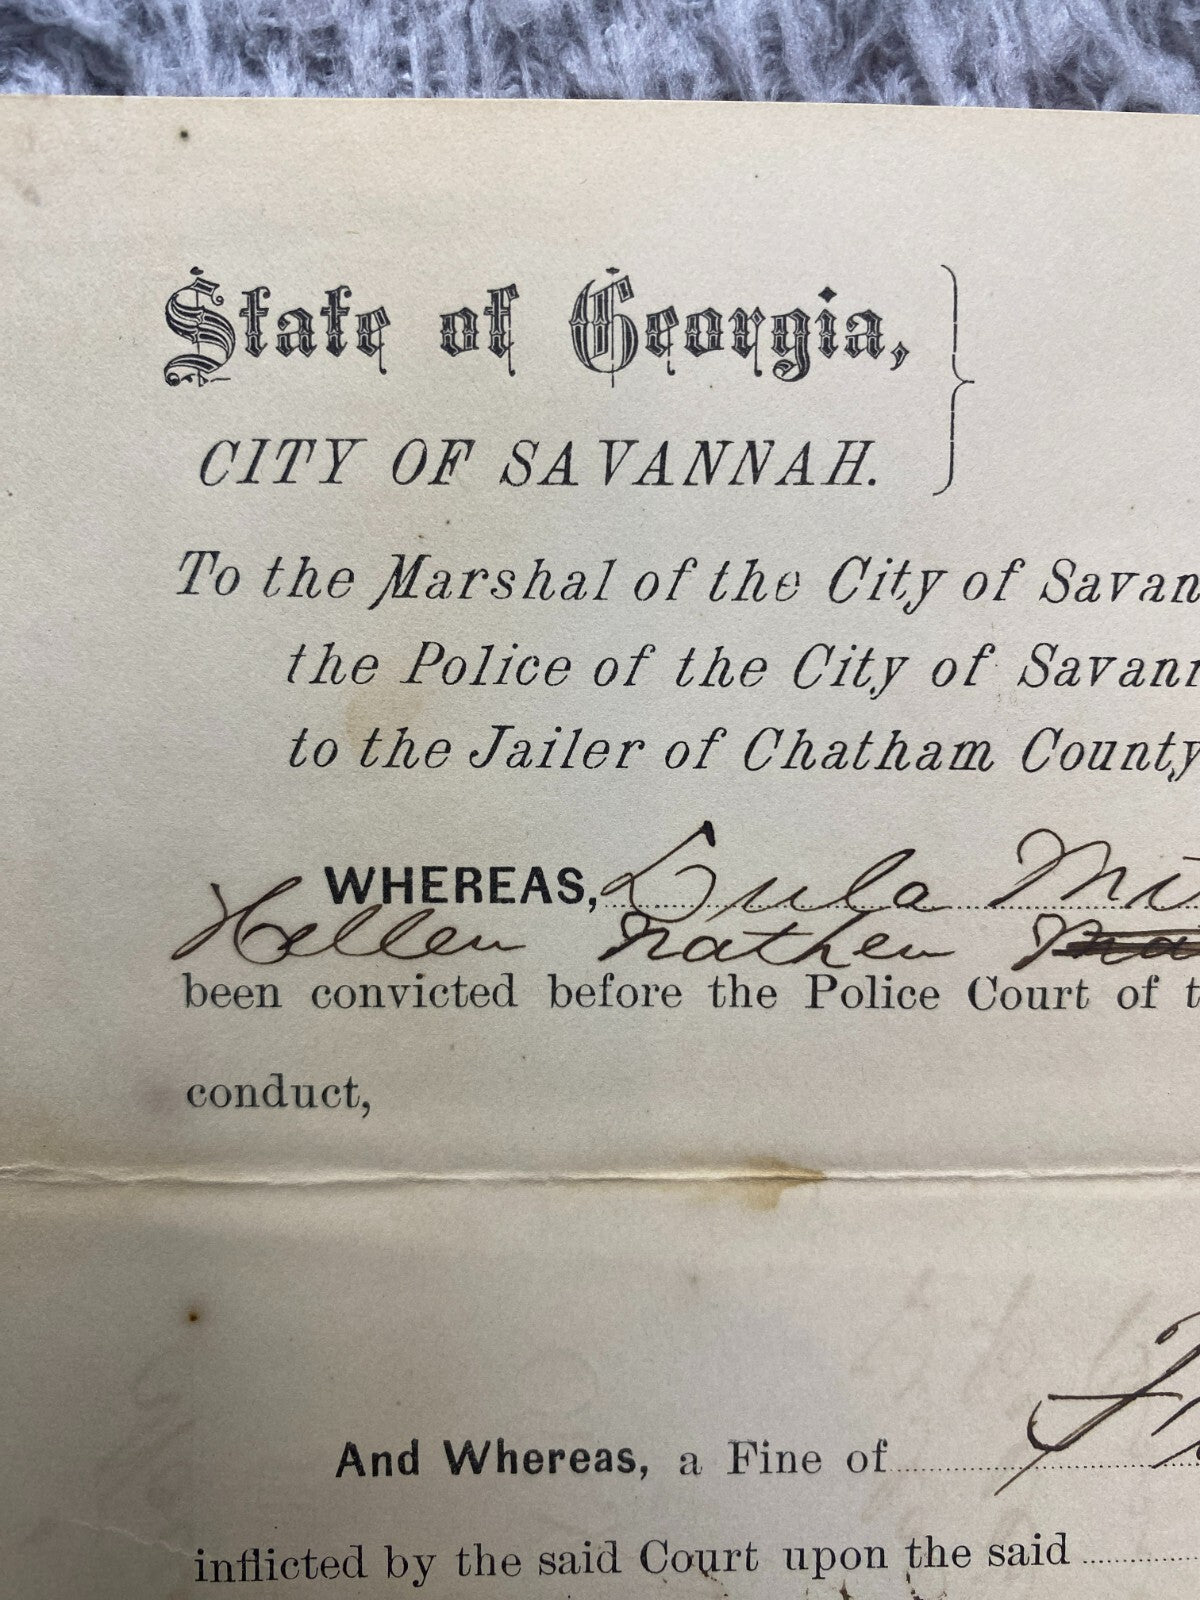 State of Georgia,
CITY OF SAVANNAH.
To the Marshal of the City of Savan
the Police of the City of Savann
to the Jailer of Chatham County
WHEREAS, Lula Mi
Hellen Nathen
been convicted before the Police Court of t
conduct,
And Whereas, a Fine of
inflicted by the said Court upon the said